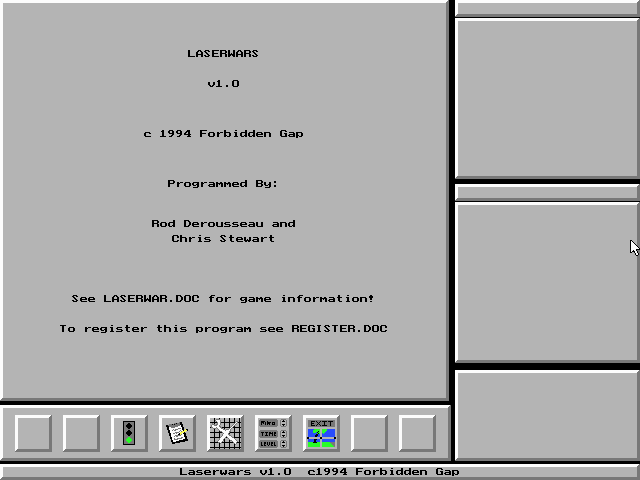 LASERWARS
v1.0
c 1994 Forbidden Gap
Programmed By:
Rod Derousseau and
Chris Stewart
See LASERWAR.DOC for game information!
To register this program see REGISTER.DOC
TIME
LEVEL
EXIT
Laserwars v1.0  c1994 Forbidden Gap